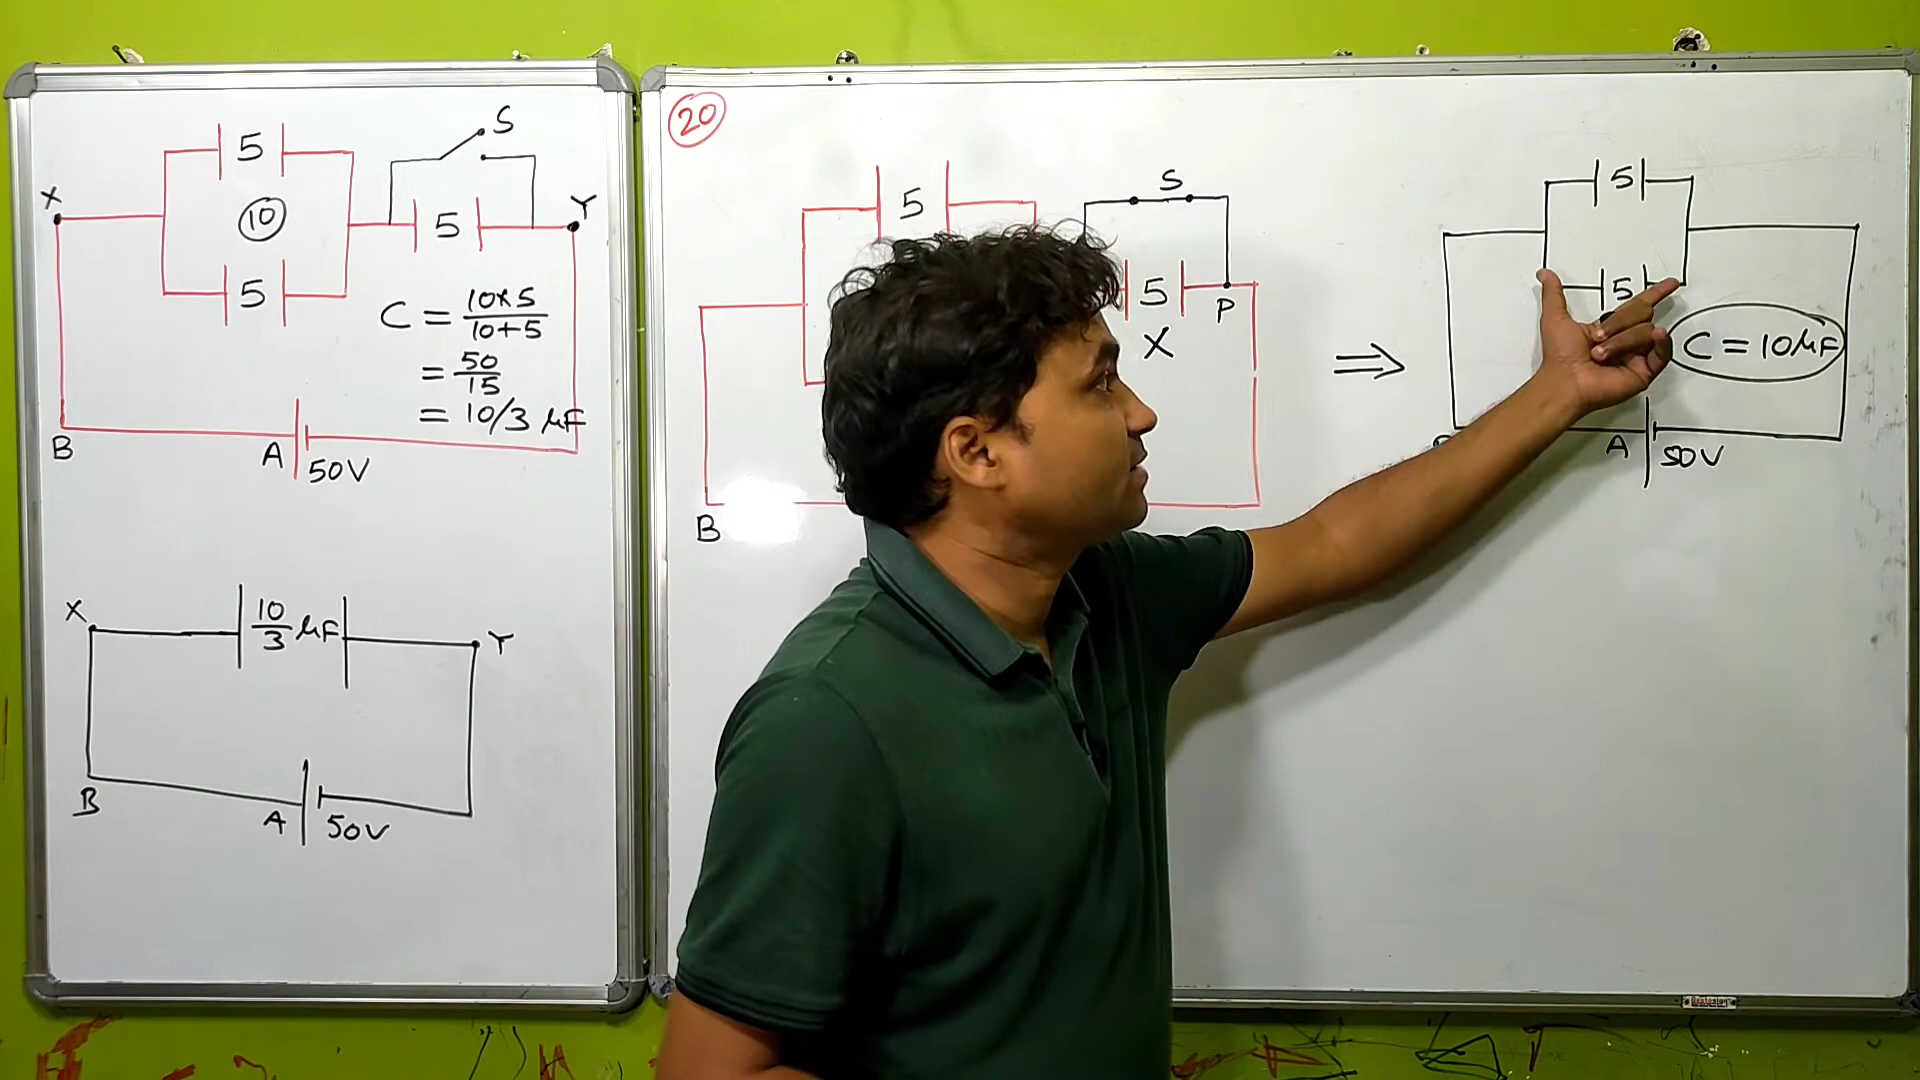 S
5
X
10
5
Y
5
C = 10×5/10+5
= 50/15
= 10/3 μF
B
A
50V
X
10/3 μF
Y
B
A
50V
20
S
5
5
P
X
B
⇒
5
5
C = 10μF
A
50V